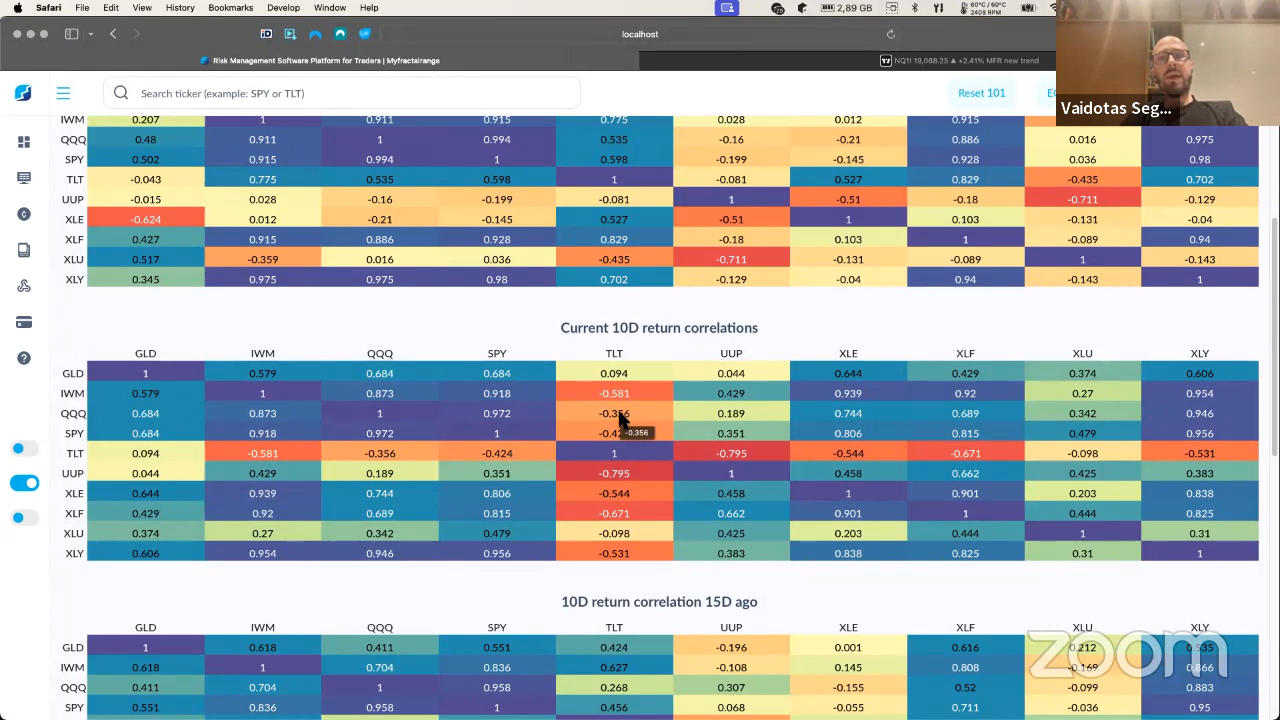 Safari File Edit View History Bookmarks Develop Window Help 2,89 GB 60°C/60°C
2409 RPM
localhost
Risk Management Software Platform for Traders | Myfractalrange
NQ1! 19,088.25 ▲ +2.41% MFR new trend
Search ticker (example: SPY or TLT)
Reset 101
Vaidotas Seg...
IWM 0.207 1 0.911 0.915 0.775 0.028 0.012 0.915
QQQ 0.48 0.911 1 0.994 0.535 -0.16 -0.21 0.886 0.016 0.975
SPY 0.502 0.915 0.994 1 0.598 -0.199 -0.145 0.928 0.036 0.98
TLT -0.043 0.775 0.535 0.598 1 -0.081 0.527 0.829 -0.435 0.702
UUP -0.015 0.028 -0.16 -0.199 -0.081 1 -0.51 -0.18 -0.711 -0.129
XLE -0.624 0.012 -0.21 -0.145 0.527 -0.51 1 0.103 -0.131 -0.04
XLF 0.427 0.915 0.886 0.928 0.829 -0.18 0.103 1 -0.089 0.94
XLU 0.517 -0.359 0.016 0.036 -0.435 -0.711 -0.131 -0.089 1 -0.143
XLY 0.345 0.975 0.975 0.98 0.702 -0.129 -0.04 0.94 -0.143 1
Current 10D return correlations
GLD IWM QQQ SPY TLT UUP XLE XLF XLU XLY
GLD 1 0.579 0.684 0.684 0.094 0.044 0.644 0.429 0.374 0.606
IWM 0.579 1 0.873 0.918 -0.581 0.429 0.939 0.92 0.27 0.954
QQQ 0.684 0.873 1 0.972 -0.356 0.189 0.744 0.689 0.342 0.946
SPY 0.684 0.918 0.972 1 0.351 0.806 0.815 0.479 0.956
-0.356
TLT 0.094 -0.581 -0.356 -0.424 1 -0.795 -0.544 -0.671 -0.098 -0.531
UUP 0.044 0.429 0.189 0.351 -0.795 1 0.458 0.662 0.425 0.383
XLE 0.644 0.939 0.744 0.806 -0.544 0.458 1 0.901 0.203 0.838
XLF 0.429 0.92 0.689 0.815 -0.671 0.662 0.901 1 0.444 0.825
XLU 0.374 0.27 0.342 0.479 -0.098 0.425 0.203 0.444 1 0.31
XLY 0.606 0.954 0.946 0.956 -0.531 0.383 0.838 0.825 0.31 1
10D return correlation 15D ago
GLD IWM QQQ SPY TLT UUP XLE XLF XLU XLY
GLD 1 0.618 0.411 0.551 0.424 -0.196 0.001 0.616 0.212 0.535
IWM 0.618 1 0.704 0.836 0.627 -0.108 0.145 0.808 -0.169 0.866
QQQ 0.411 0.704 1 0.958 0.268 0.307 -0.155 0.52 -0.099 0.883
SPY 0.551 0.836 0.958 1 0.456 0.068 -0.055 0.711 -0.036 0.95
zoom